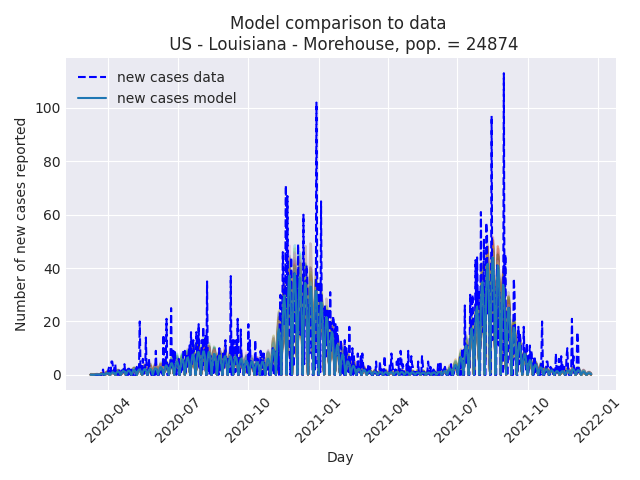 Model comparison to data
US - Louisiana - Morehouse, pop. = 24874
new cases data
new cases model
Number of new cases reported
100
80
60
40
20
0
2020-04
2020-07
2020-10
2021-01
2021-04
2021-07
2021-10
2022-01
Day